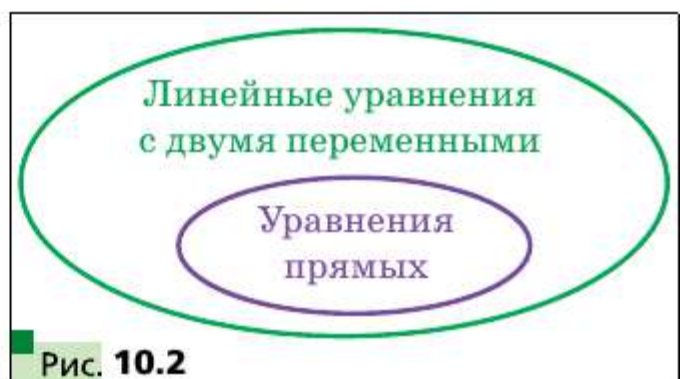 Линейные уравнения
с двумя переменными
Уравнения
прямых
Рис. 10.2